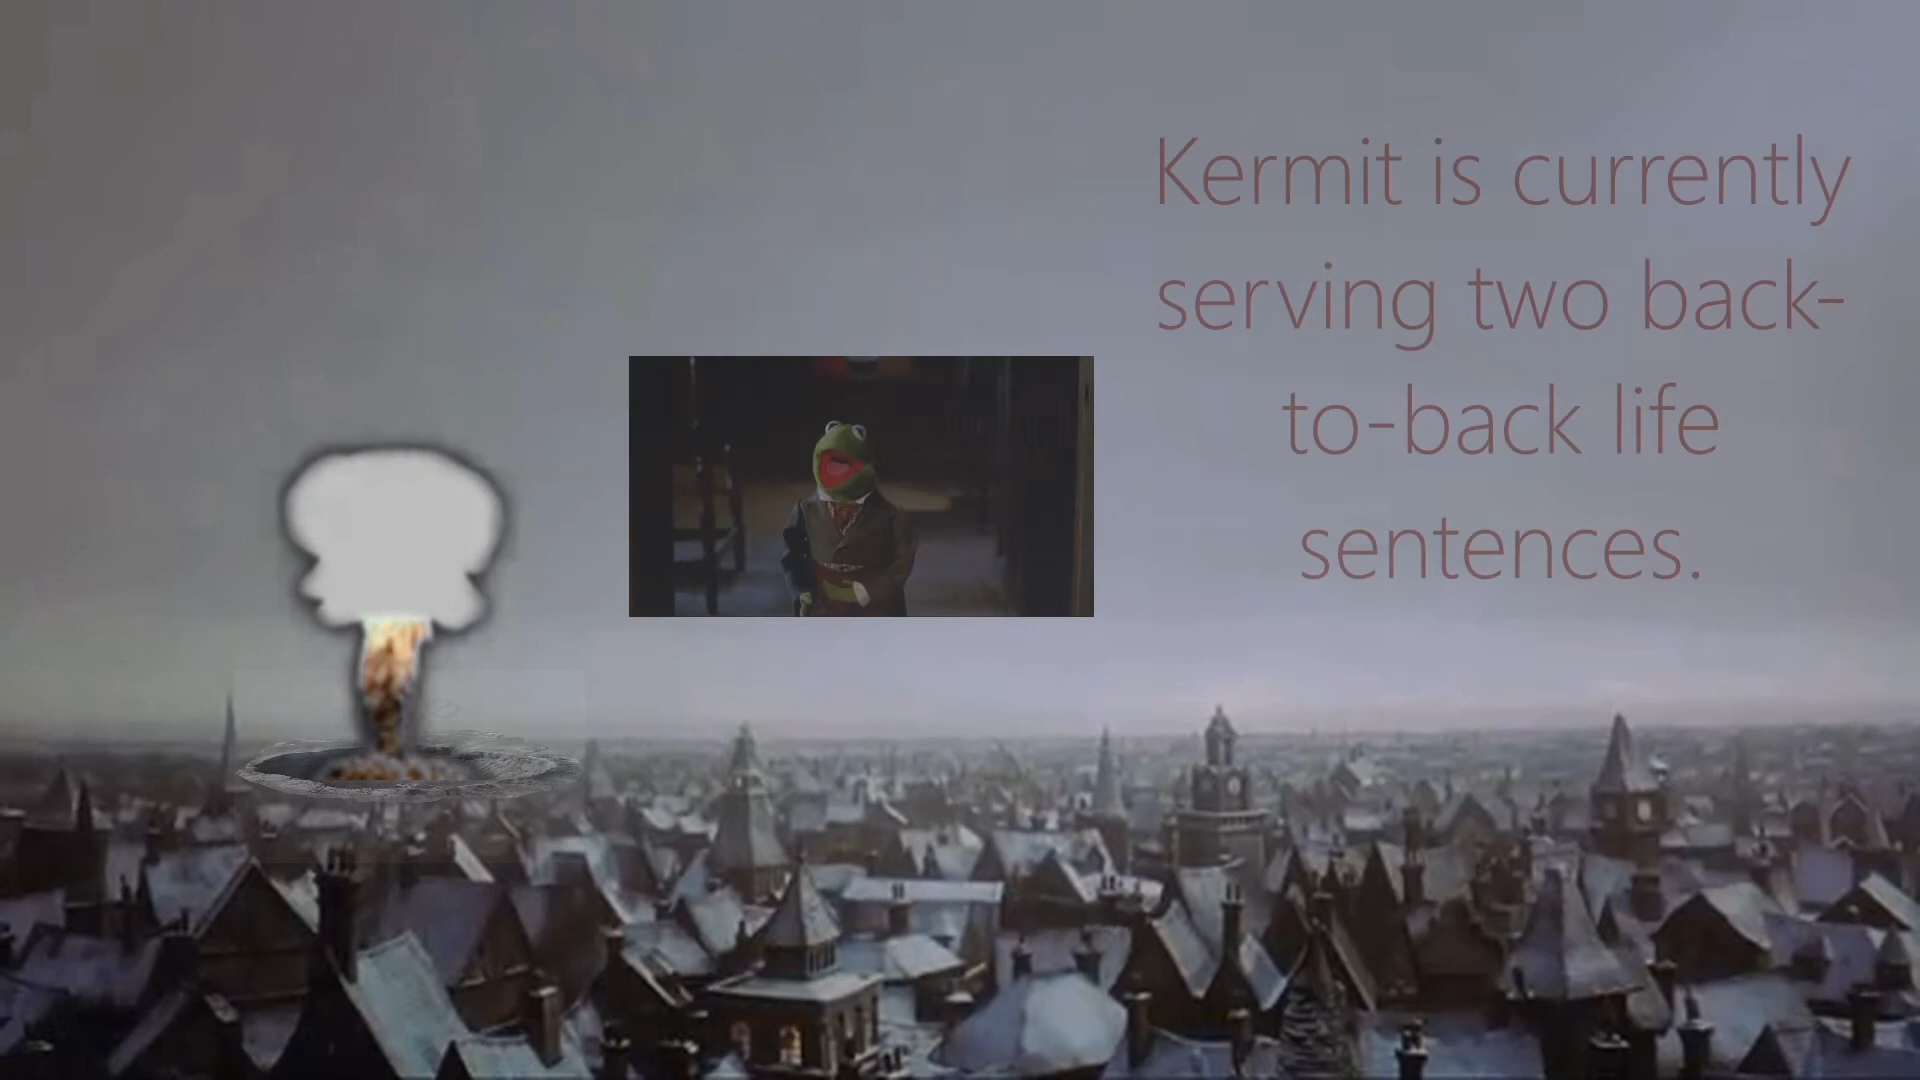 Kermit is currently
serving two back-
to-back life
sentences.